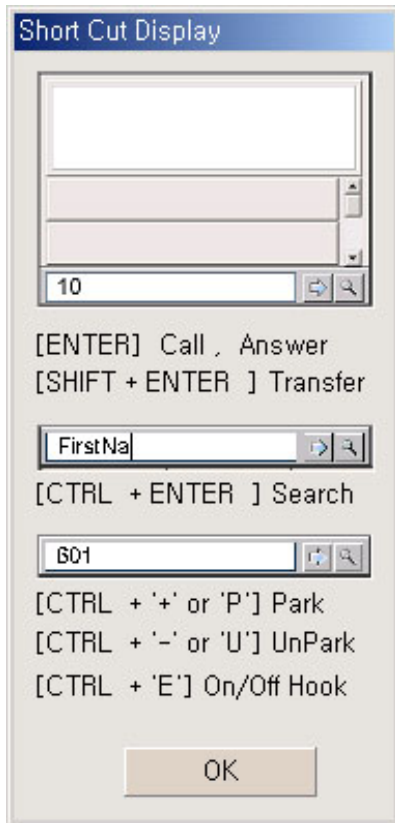 Short Cut Display
10
[ENTER] Call , Answer
[SHIFT + ENTER ] Transfer
FirstNa
[CTRL + ENTER ] Search
601
[CTRL + '+' or 'P'] Park
[CTRL + '-' or 'U'] UnPark
[CTRL + 'E'] On/Off Hook
OK